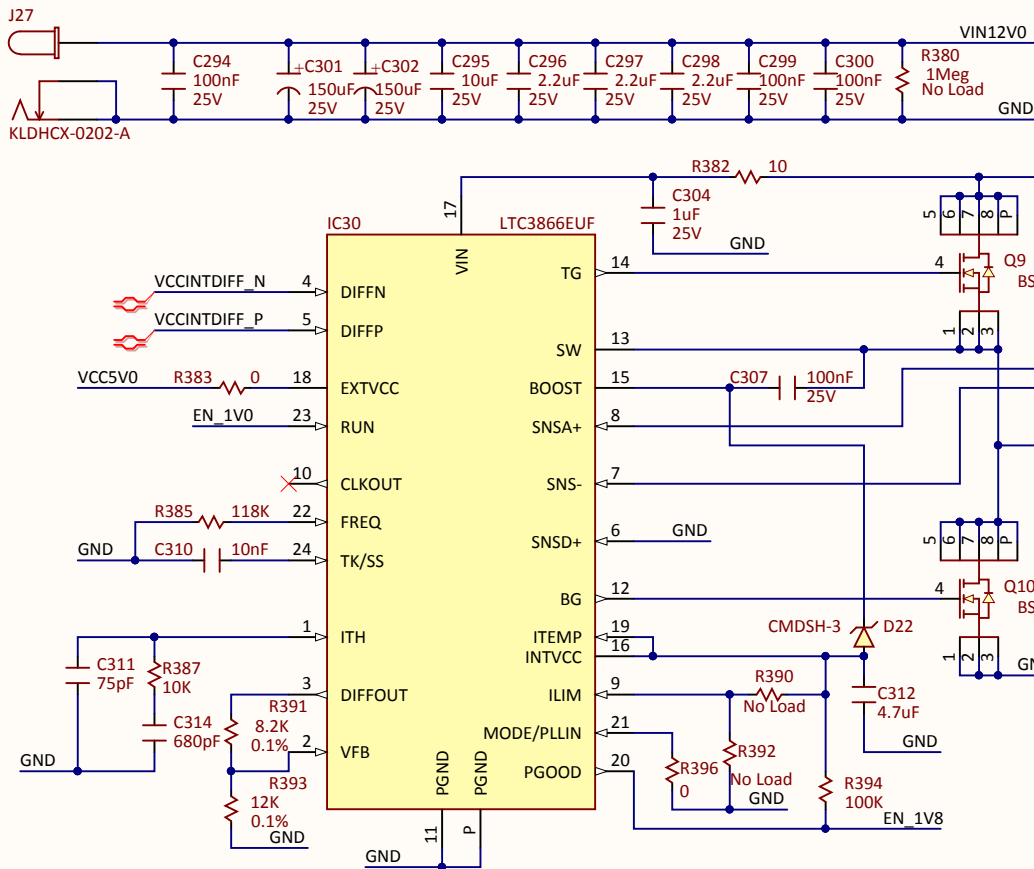 J27
VIN12V0
C294
100nF
25V
+C301
150uF
25V
+C302
150uF
25V
C295
10uF
25V
C296
2.2uF
25V
C297
2.2uF
25V
C298
2.2uF
25V
C299
100nF
25V
C300
100nF
25V
R380
1Meg
No Load
GND
KLDHCX-0202-A
R382 10
C304
1uF
25V
GND
17
IC30 LTC3866EUF
VIN
5 6 7 8 P
VCCINTDIFF_N 4 DIFFN
TG 14
4 Q9
BS
VCCINTDIFF_P 5 DIFFP
1 2 3
SW 13
VCC5V0 R383 0 18 EXTVCC
BOOST 15
C307 100nF
25V
EN_1V0 23 RUN
SNSA+ 8
10 CLKOUT
SNS- 7
R385 118K 22 FREQ
5 6 7 8 P
GND C310 10nF 24 TK/SS
SNSD+ 6 GND
BG 12
4 Q10
BS
1 ITH
ITEMP 19
CMDSH-3 D22
INTVCC 16
1 2 3
GN
C311
75pF
R387
10K
3 DIFFOUT
ILIM 9
R390
No Load
C312
4.7uF
R391
8.2K
0.1%
C314
680pF
MODE/PLLIN 21
GND
2 VFB
R392
No Load
GND
PGOOD 20
R396
0
R394
100K
R393
12K
0.1%
GND
PGND PGND
GND
EN_1V8
11 P
GND